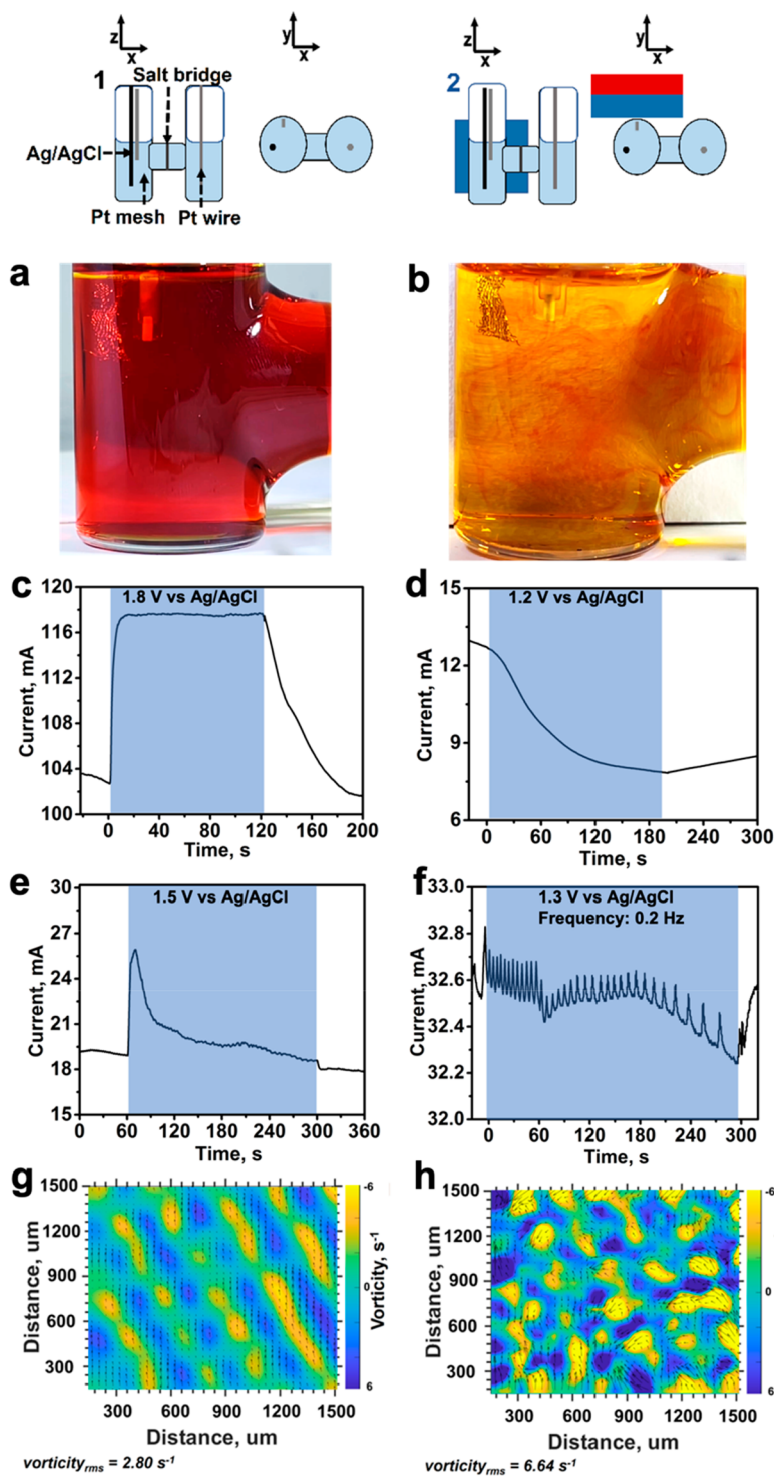 z
x
y
x
z
x
y
x
1
Salt bridge
2
Ag/AgCl
Pt mesh
Pt wire
a
b
c
1.8 V vs Ag/AgCl
120
116
112
108
104
100
Current, mA
0
40
80
120
160
200
Time, s
d
1.2 V vs Ag/AgCl
15
12
9
6
Current, mA
0
60
120
180
240
300
Time, s
e
1.5 V vs Ag/AgCl
30
27
24
21
18
15
Current, mA
0
60
120
180
240
300
360
Time, s
f
1.3 V vs Ag/AgCl
Frequency: 0.2 Hz
33.0
32.8
32.6
32.4
32.2
32.0
Current, mA
0
60
120
180
240
300
Time, s
g
1500
1200
900
600
300
Distance, um
300
600
900
1200
1500
Distance, um
-6
0
6
Vorticity, s-1
vorticityrms = 2.80 s-1
h
1500
1200
900
600
300
Distance, um
300
600
900
1200
1500
Distance, um
-6
0
6
vorticityrms = 6.64 s-1